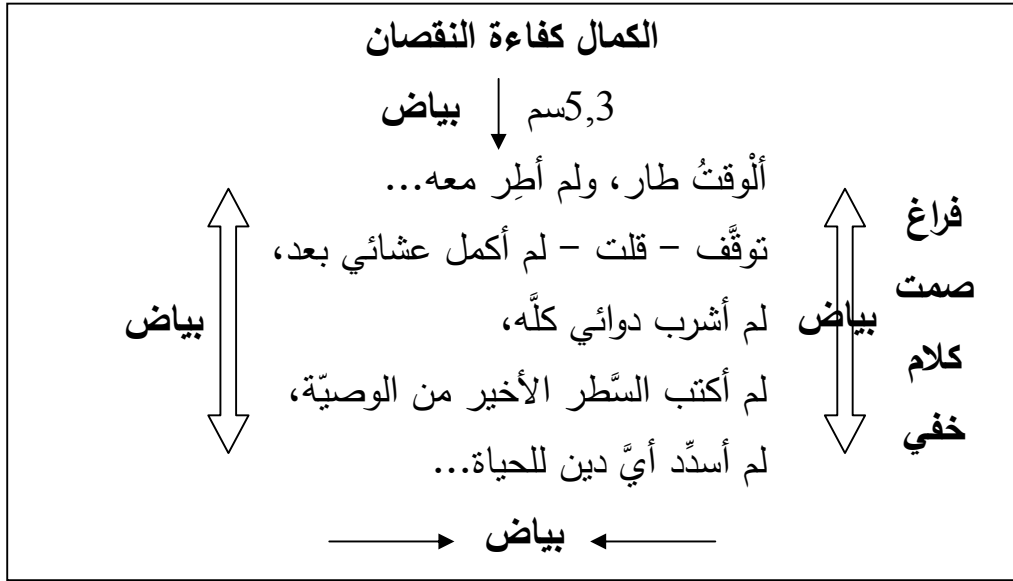 الكمال كفاءة النقصان
5,3سم بياض
ألْوقتُ طار، ولم أطِر معه...
توقَّف – قلت – لم أكمل عشائي بعد،
لم أشرب دوائي كلَّه،
لم أكتب السَّطر الأخير من الوصيّة،
لم أسدِّد أيَّ دين للحياة...
فراغ
صمت
كلام
خفي
بياض
بياض
بياض